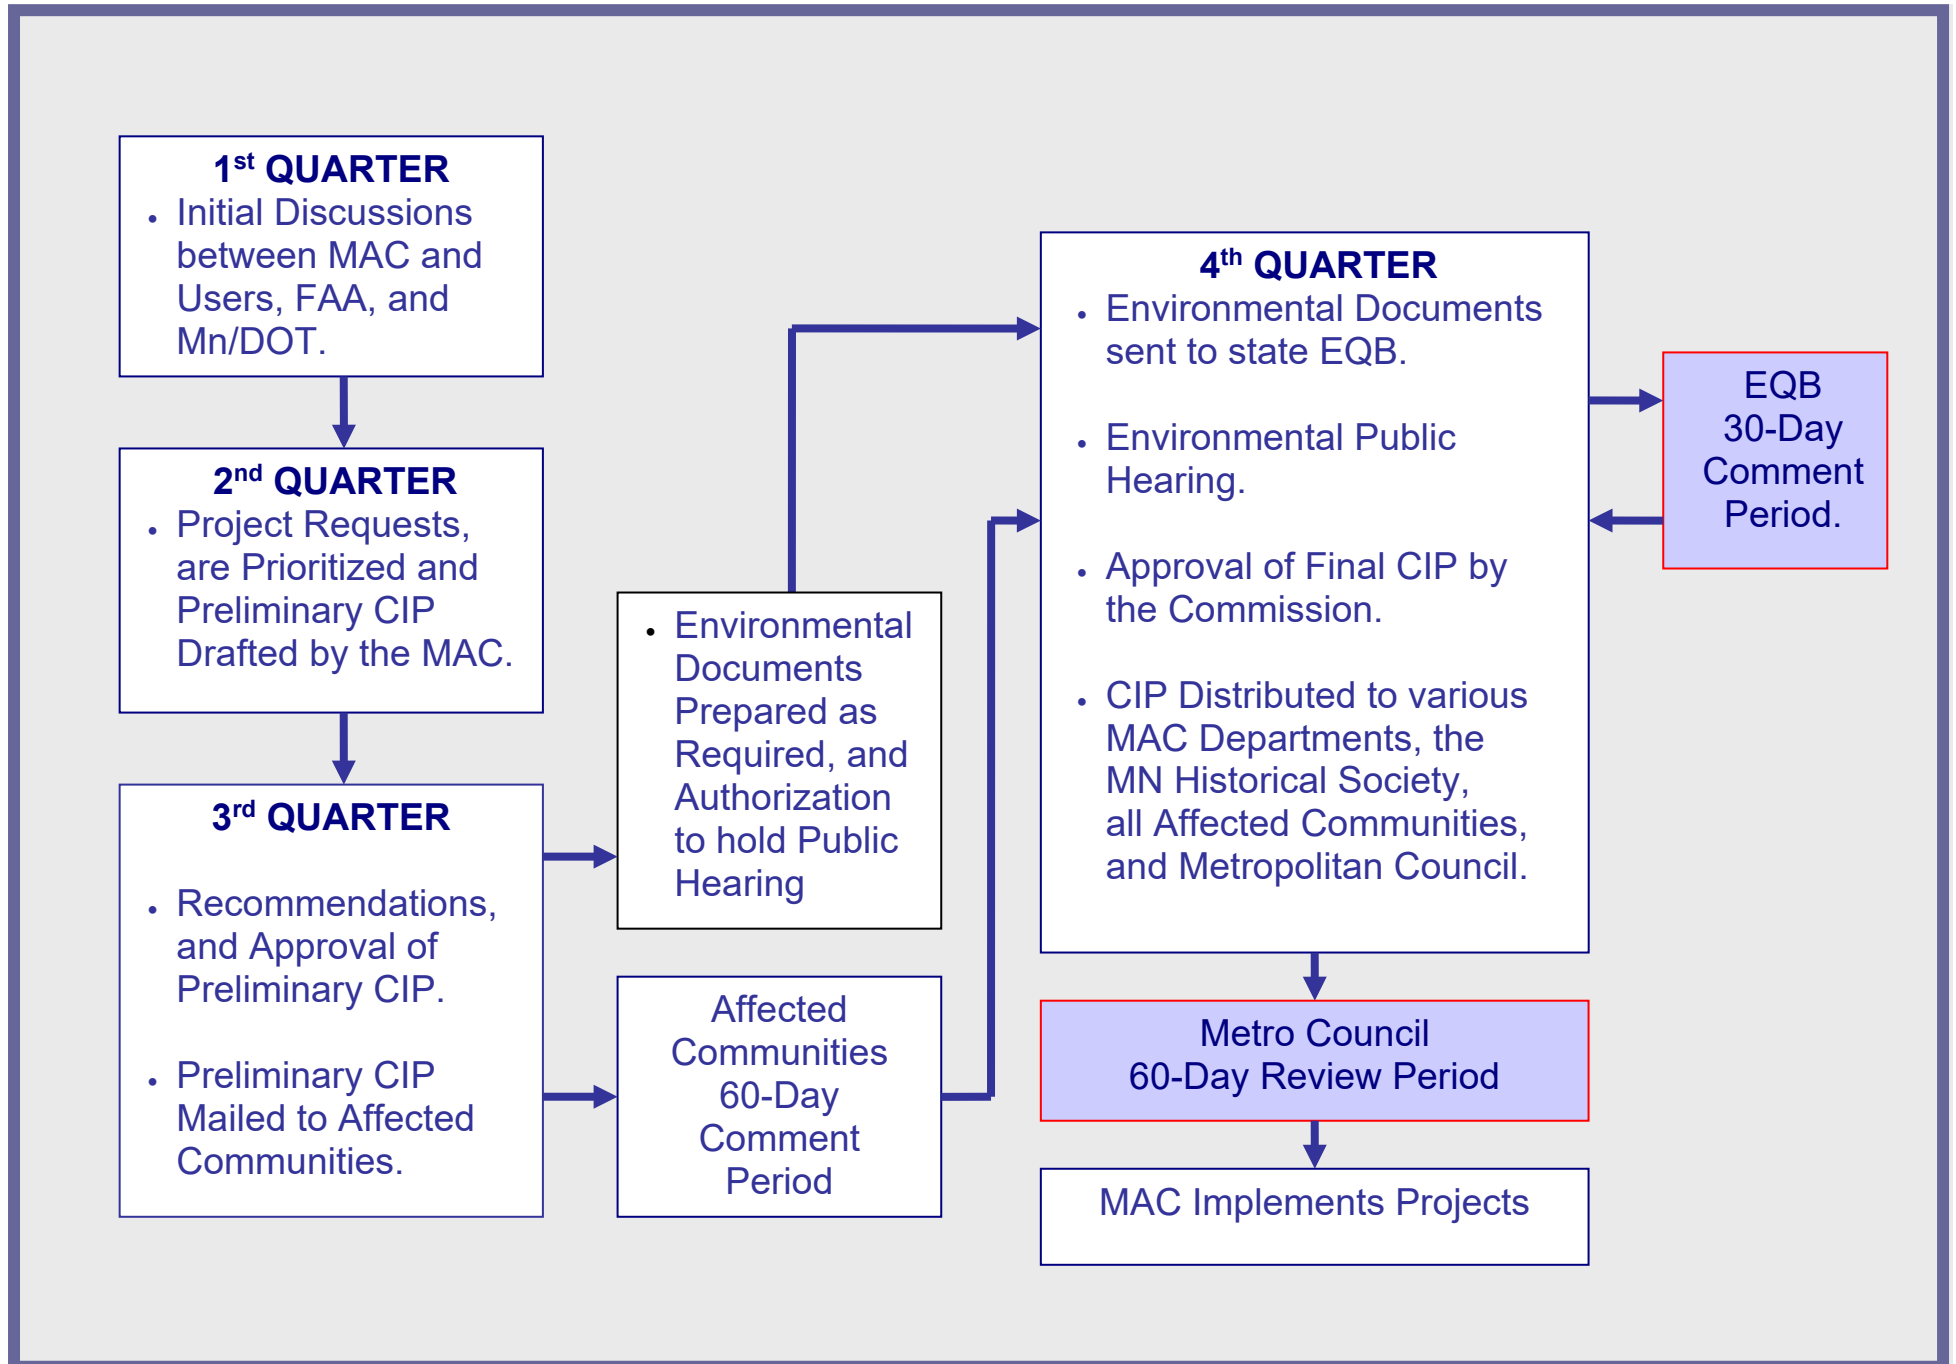 1st QUARTER
• Initial Discussions
between MAC and
Users, FAA, and
Mn/DOT.
2nd QUARTER
• Project Requests,
are Prioritized and
Preliminary CIP
Drafted by the MAC.
3rd QUARTER
• Recommendations,
and Approval of
Preliminary CIP.
• Preliminary CIP
Mailed to Affected
Communities.
• Environmental
Documents
Prepared as
Required, and
Authorization
to hold Public
Hearing
Affected
Communities
60-Day
Comment
Period
4th QUARTER
• Environmental Documents
sent to state EQB.
• Environmental Public
Hearing.
• Approval of Final CIP by
the Commission.
• CIP Distributed to various
MAC Departments, the
MN Historical Society,
all Affected Communities,
and Metropolitan Council.
EQB
30-Day
Comment
Period.
Metro Council
60-Day Review Period
MAC Implements Projects